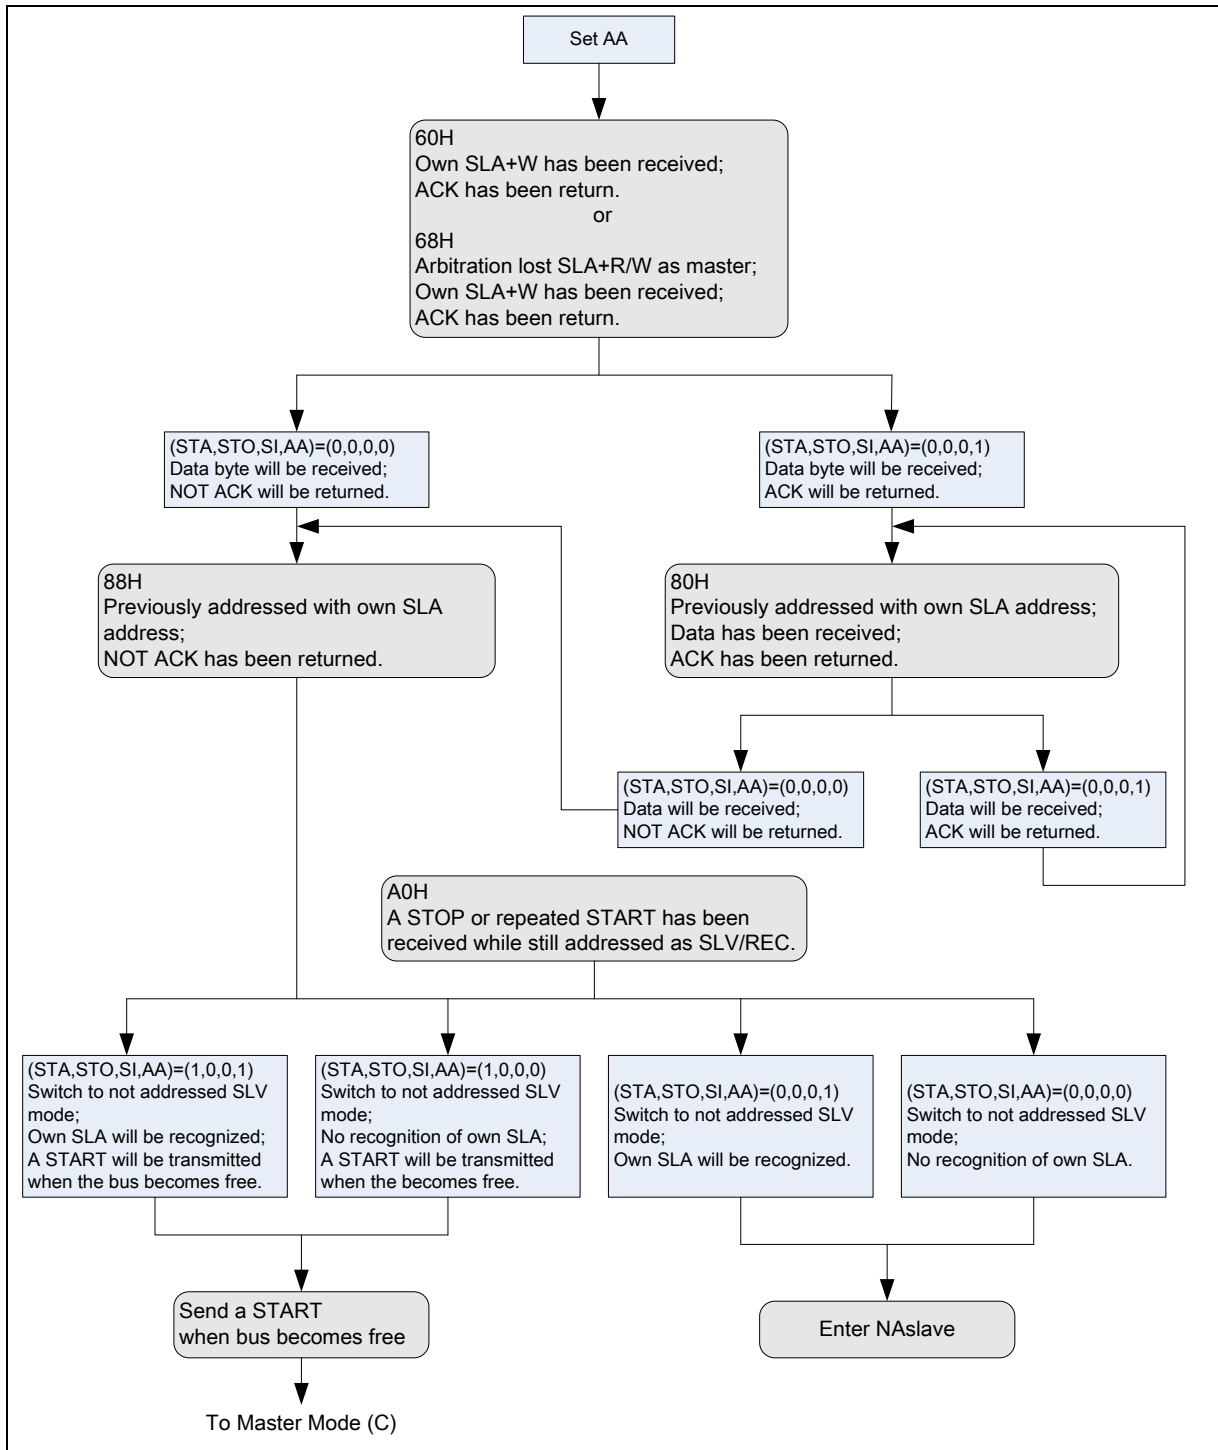 Set AA
60H
Own SLA+W has been received;
ACK has been return.
or
68H
Arbitration lost SLA+R/W as master;
Own SLA+W has been received;
ACK has been return.
(STA,STO,SI,AA)=(0,0,0,0)
Data byte will be received;
NOT ACK will be returned.
(STA,STO,SI,AA)=(0,0,0,1)
Data byte will be received;
ACK will be returned.
88H
Previously addressed with own SLA
address;
NOT ACK has been returned.
80H
Previously addressed with own SLA address;
Data has been received;
ACK has been returned.
(STA,STO,SI,AA)=(0,0,0,0)
Data will be received;
NOT ACK will be returned.
(STA,STO,SI,AA)=(0,0,0,1)
Data will be received;
ACK will be returned.
A0H
A STOP or repeated START has been
received while still addressed as SLV/REC.
(STA,STO,SI,AA)=(1,0,0,1)
Switch to not addressed SLV
mode;
Own SLA will be recognized;
A START will be transmitted
when the bus becomes free.
(STA,STO,SI,AA)=(1,0,0,0)
Switch to not addressed SLV
mode;
No recognition of own SLA;
A START will be transmitted
when the becomes free.
(STA,STO,SI,AA)=(0,0,0,1)
Switch to not addressed SLV
mode;
Own SLA will be recognized.
(STA,STO,SI,AA)=(0,0,0,0)
Switch to not addressed SLV
mode;
No recognition of own SLA.
Send a START
when bus becomes free
Enter NAslave
To Master Mode (C)